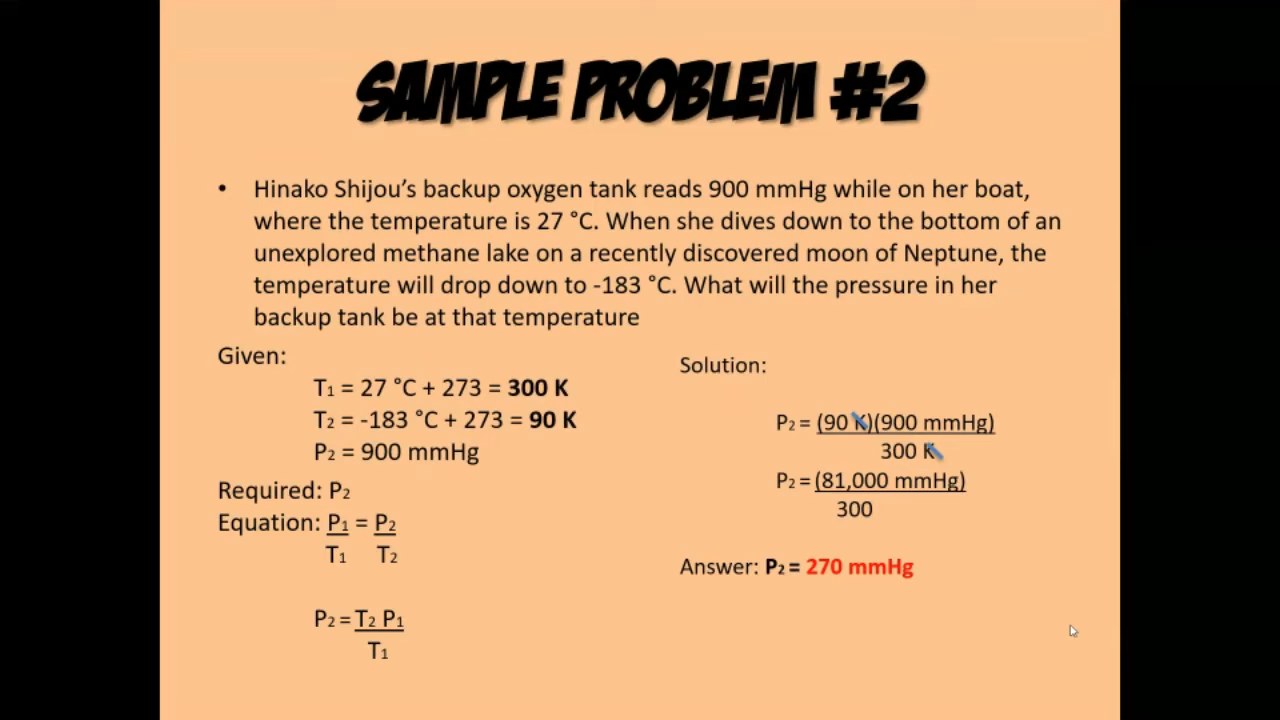 SAMPLE PROBLEM #2
• Hinako Shijou's backup oxygen tank reads 900 mmHg while on her boat,
where the temperature is 27 °C. When she dives down to the bottom of an
unexplored methane lake on a recently discovered moon of Neptune, the
temperature will drop down to -183 °C. What will the pressure in her
backup tank be at that temperature
Given:
T₁ = 27 °C + 273 = 300 K
T₂ = -183 °C + 273 = 90 K
P₂ = 900 mmHg
Required: P₂
Equation: P₁ = P₂
T₁ T₂
P₂ = T₂ P₁
T₁
Solution:
P₂ = (90 K)(900 mmHg)
300 K
P₂ = (81,000 mmHg)
300
Answer: P₂ = 270 mmHg